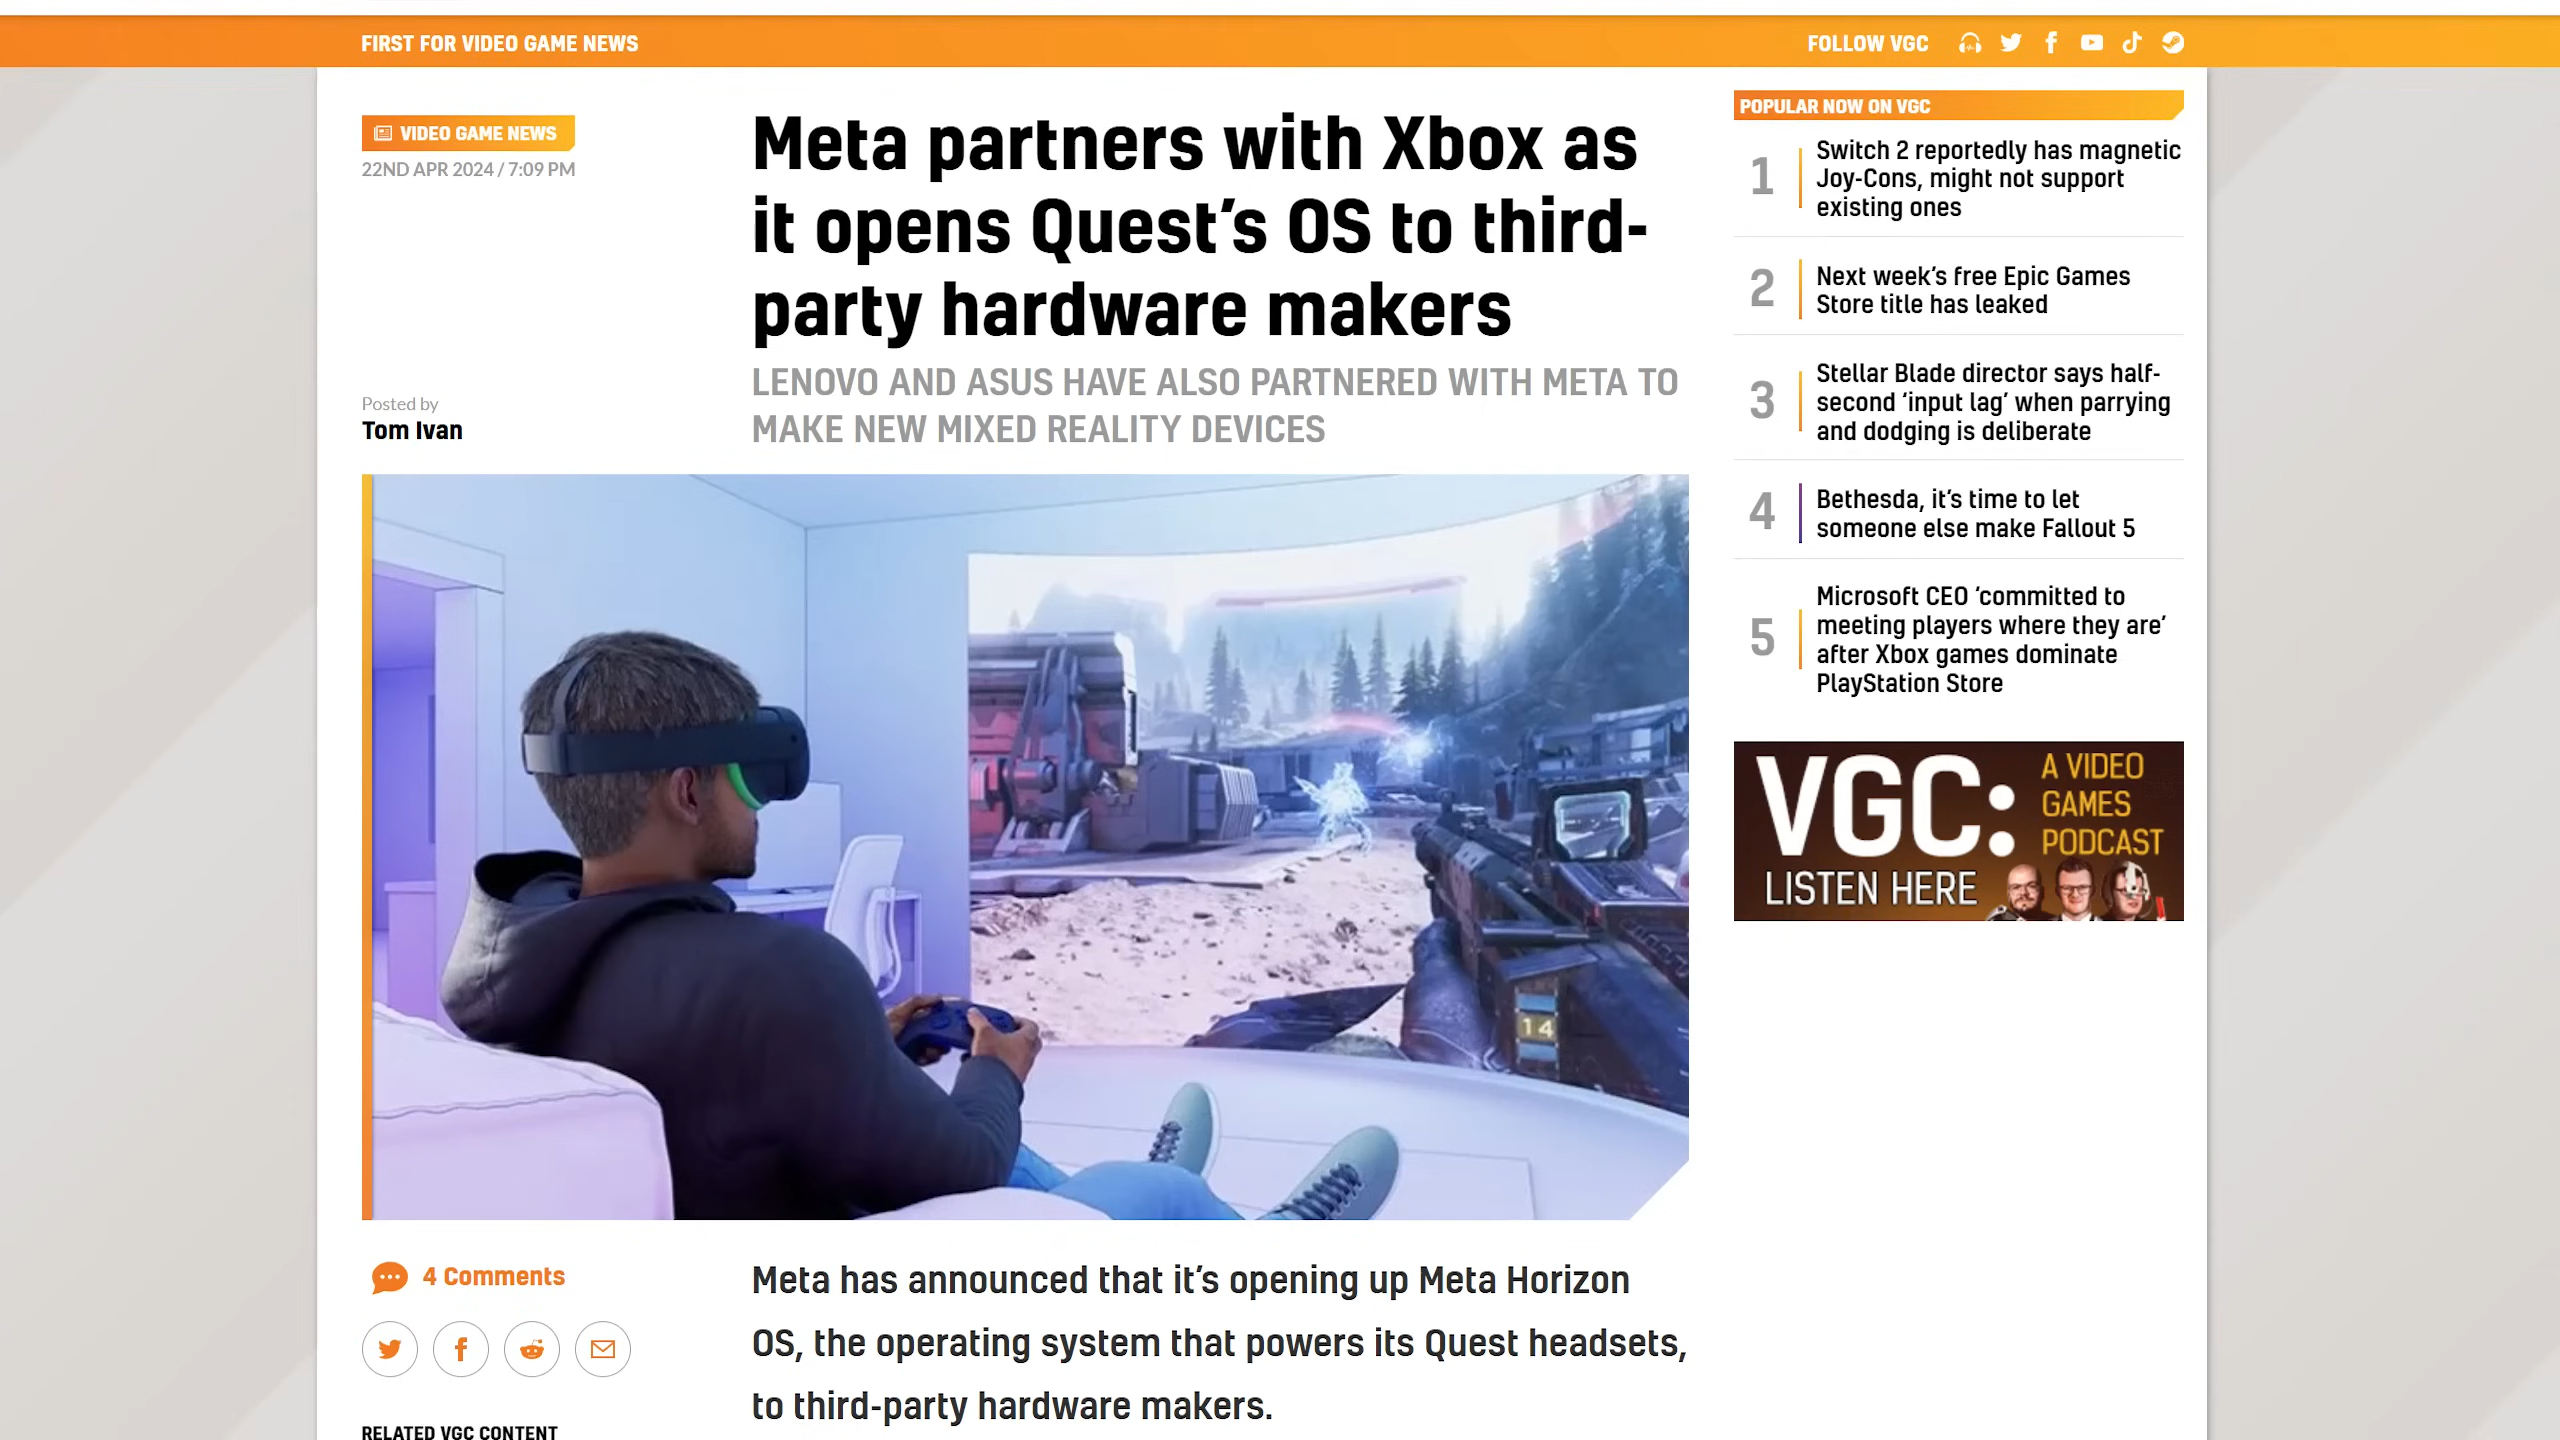 FIRST FOR VIDEO GAME NEWS
FOLLOW VGC
VIDEO GAME NEWS
22ND APR 2024 / 7:09 PM
Posted by
Tom Ivan
Meta partners with Xbox as
it opens Quest’s OS to third-
party hardware makers
LENOVO AND ASUS HAVE ALSO PARTNERED WITH META TO
MAKE NEW MIXED REALITY DEVICES
14
4 Comments
Meta has announced that it’s opening up Meta Horizon
OS, the operating system that powers its Quest headsets,
to third-party hardware makers.
RELATED VGC CONTENT
POPULAR NOW ON VGC
1
Switch 2 reportedly has magnetic
Joy-Cons, might not support
existing ones
2
Next week’s free Epic Games
Store title has leaked
3
Stellar Blade director says half-
second ‘input lag’ when parrying
and dodging is deliberate
4
Bethesda, it’s time to let
someone else make Fallout 5
5
Microsoft CEO ‘committed to
meeting players where they are’
after Xbox games dominate
PlayStation Store
VGC:
A VIDEO
GAMES
PODCAST
LISTEN HERE